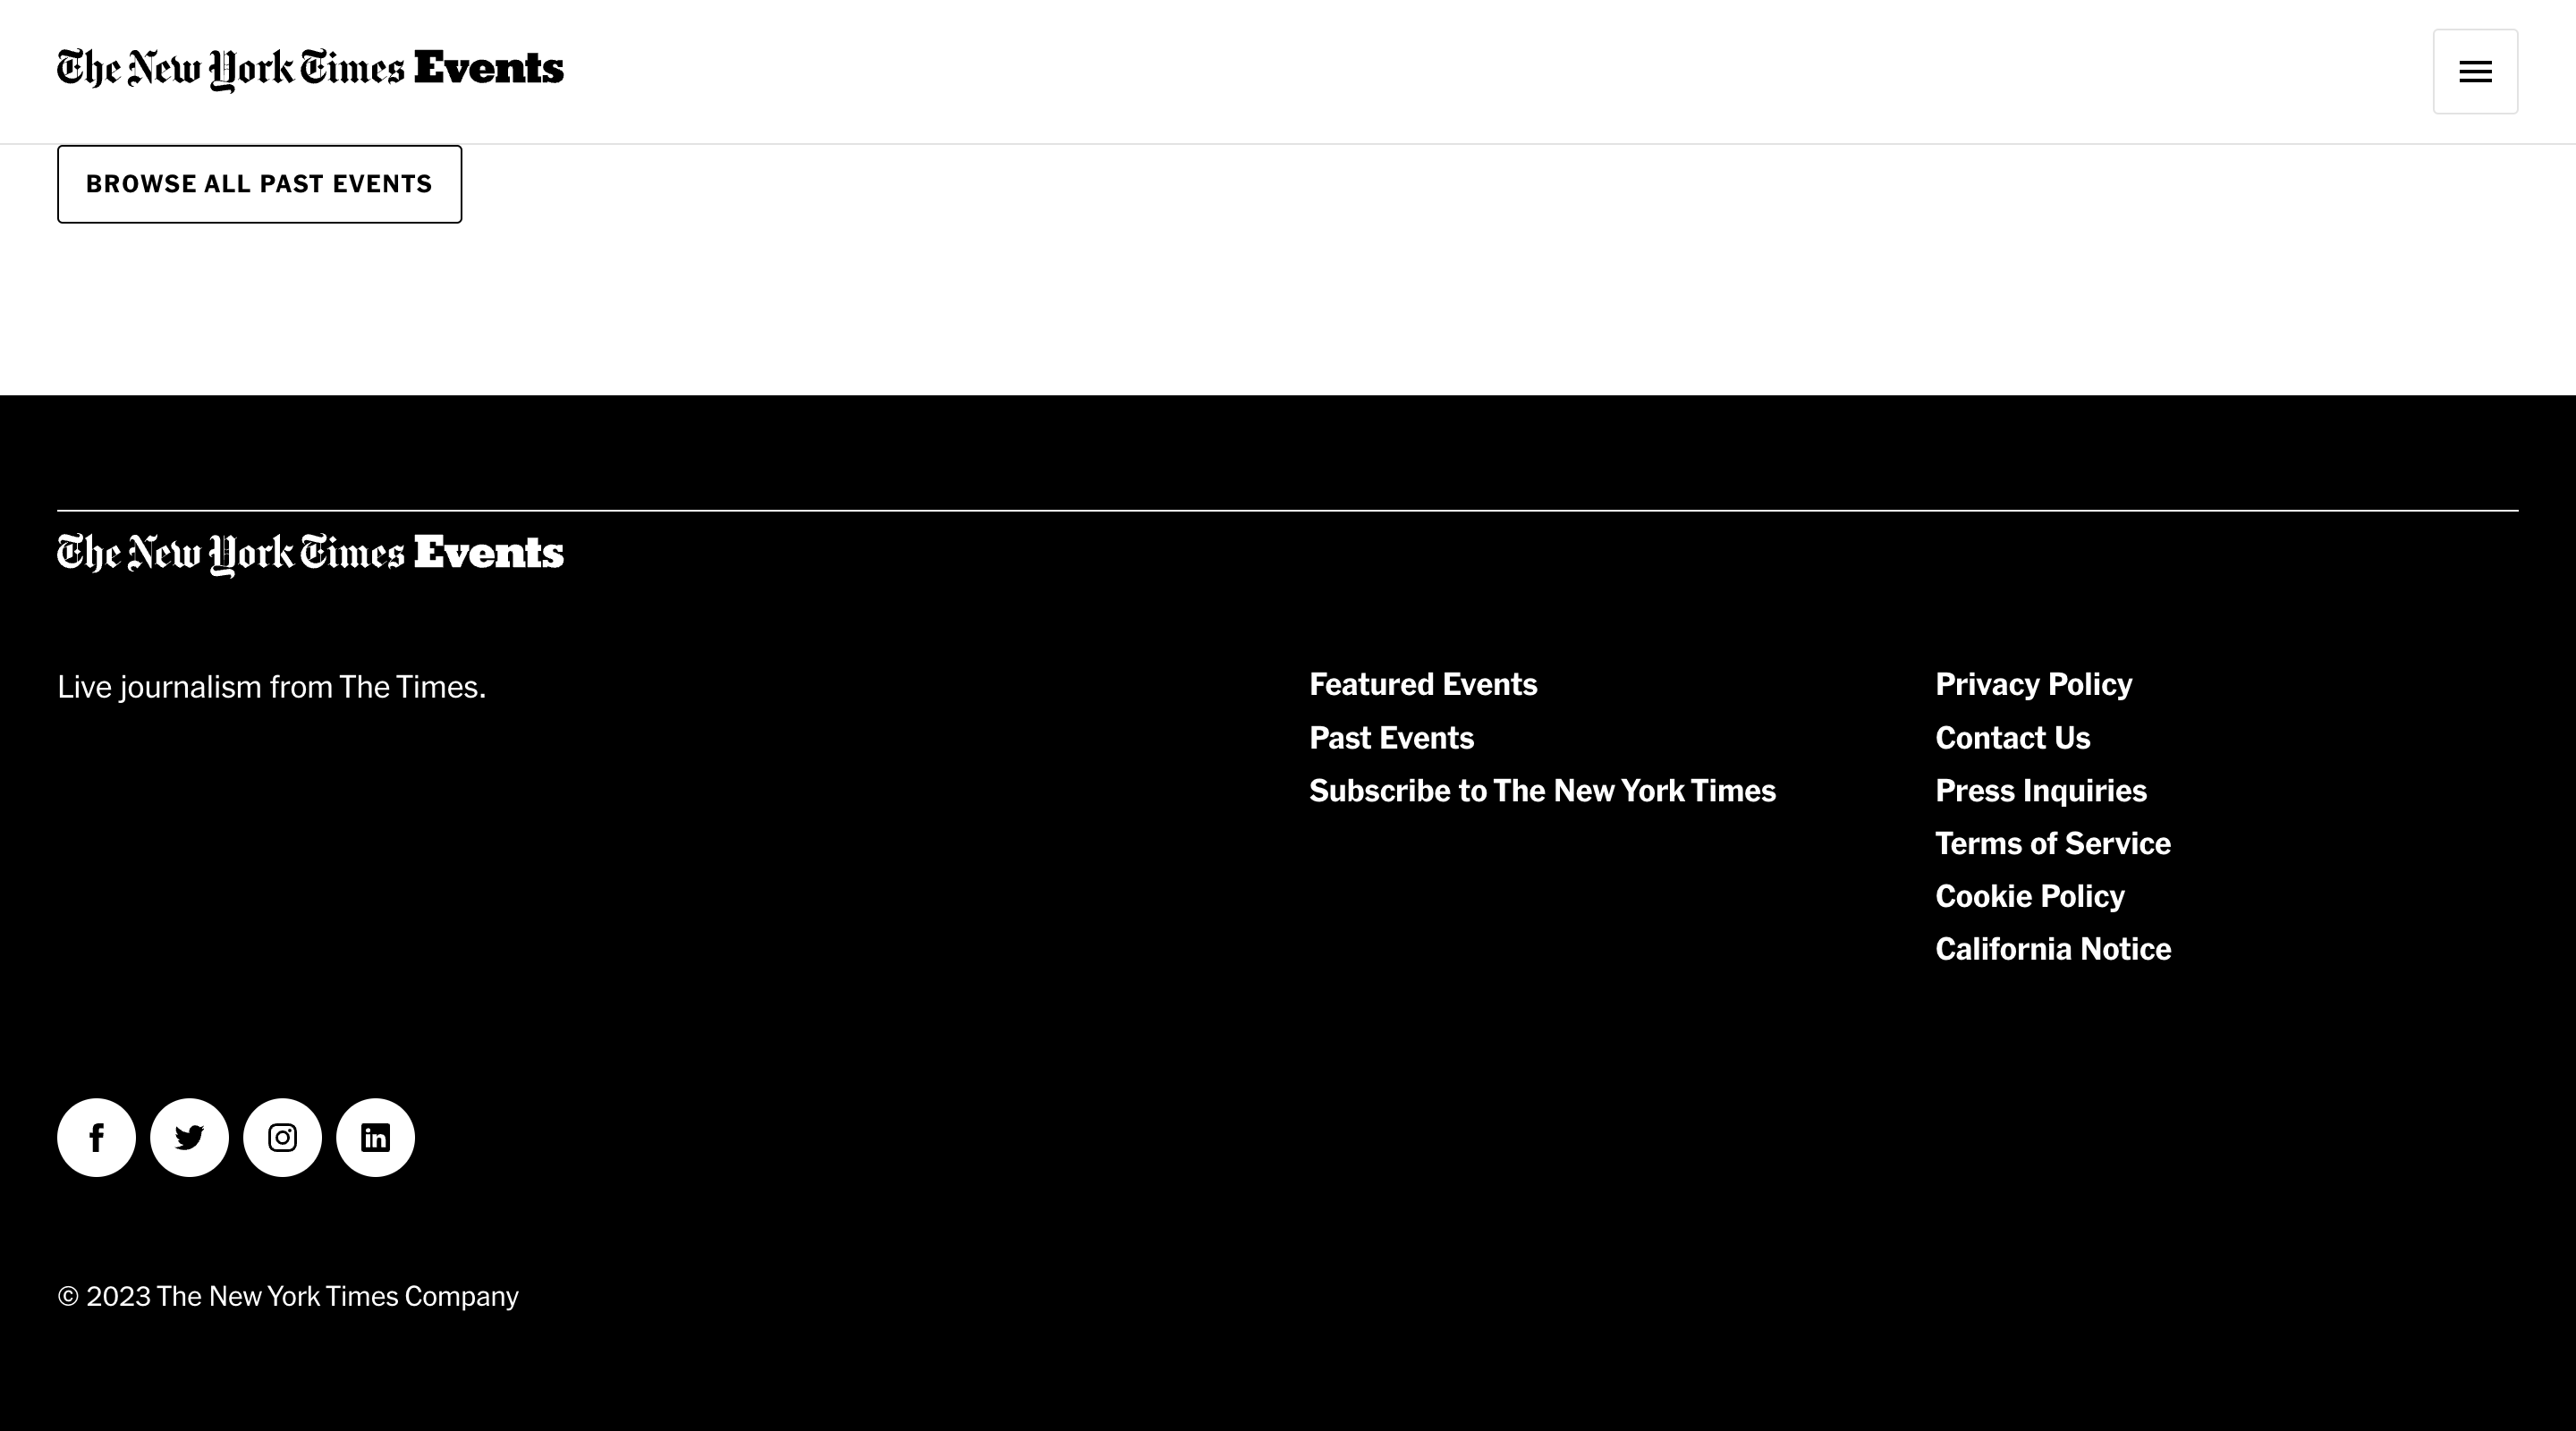 The New York Times Events
BROWSE ALL PAST EVENTS
The New York Times Events
Live journalism from The Times.
Featured Events
Past Events
Subscribe to The New York Times
Privacy Policy
Contact Us
Press Inquiries
Terms of Service
Cookie Policy
California Notice
© 2023 The New York Times Company